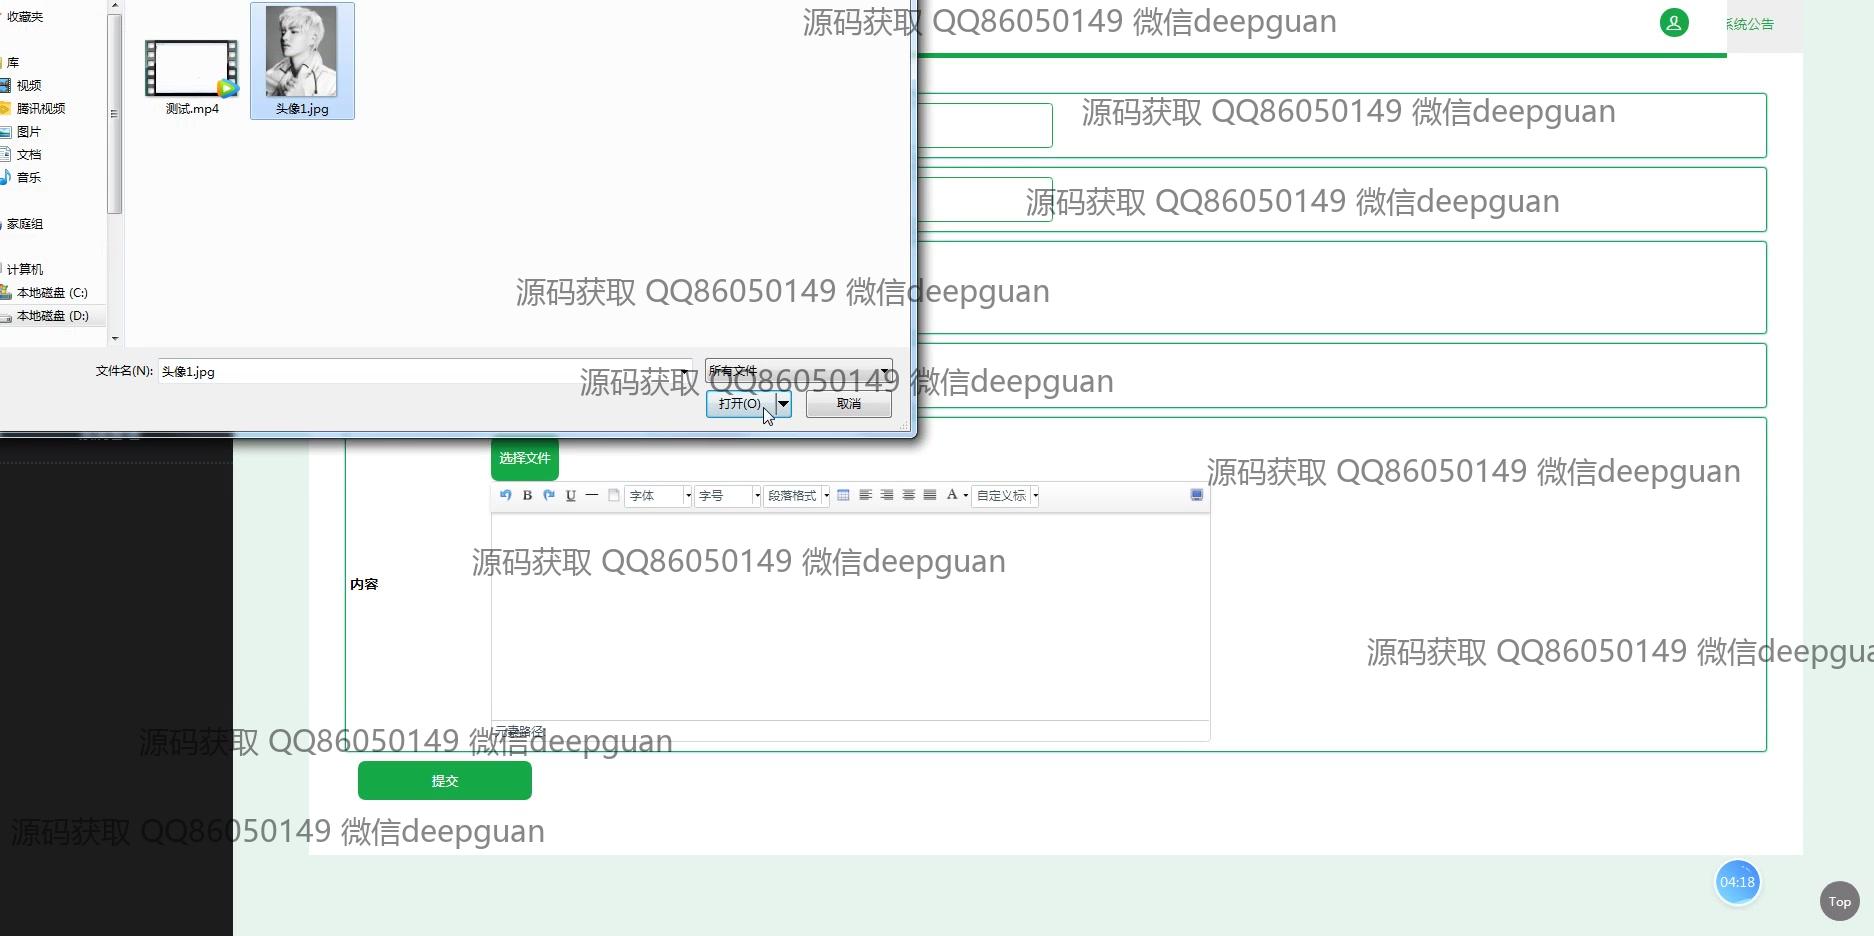 收藏夹
库
视频
腾讯视频
图片
文档
音乐
家庭组
计算机
本地磁盘 (C:)
本地磁盘 (D:)
测试.mp4
头像1.jpg
文件名(N):
头像1.jpg
所有文件
打开(O)
取消
系统公告
源码获取 QQ86050149 微信deepguan
源码获取 QQ86050149 微信deepguan
源码获取 QQ86050149 微信deepguan
源码获取 QQ86050149 微信deepguan
源码获取 QQ86050149 微信deepguan
选择文件
源码获取 QQ86050149 微信deepguan
B U 字体 字号 段落格式 A 自定义标
源码获取 QQ86050149 微信deepguan
内容
源码获取 QQ86050149 微信deepgua
元素路径
源码获取 QQ86050149 微信deepguan
提交
源码获取 QQ86050149 微信deepguan
04:18
Top